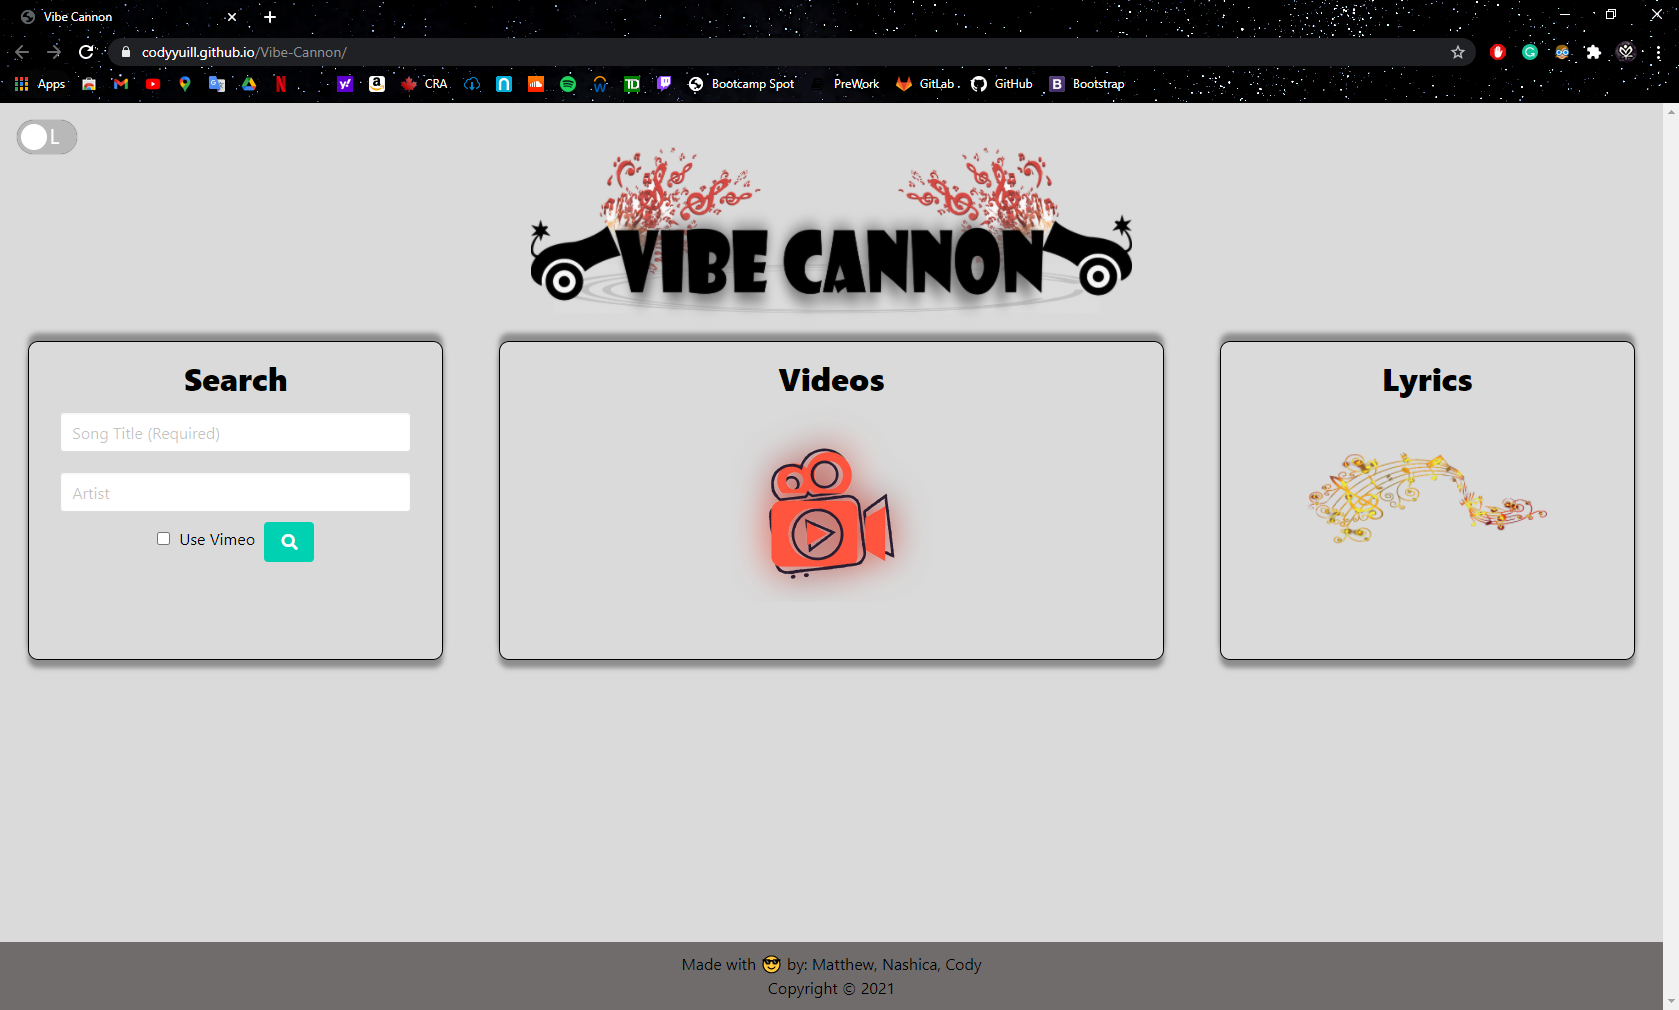 Vibe Cannon
codyyuill.github.io/Vibe-Cannon/
Apps CRA Bootcamp Spot PreWork GitLab GitHub Bootstrap
L
VIBE CANNON
Search
Song Title (Required)
Artist
Use Vimeo
Videos
Lyrics
Made with 😎 by: Matthew, Nashica, Cody
Copyright © 2021